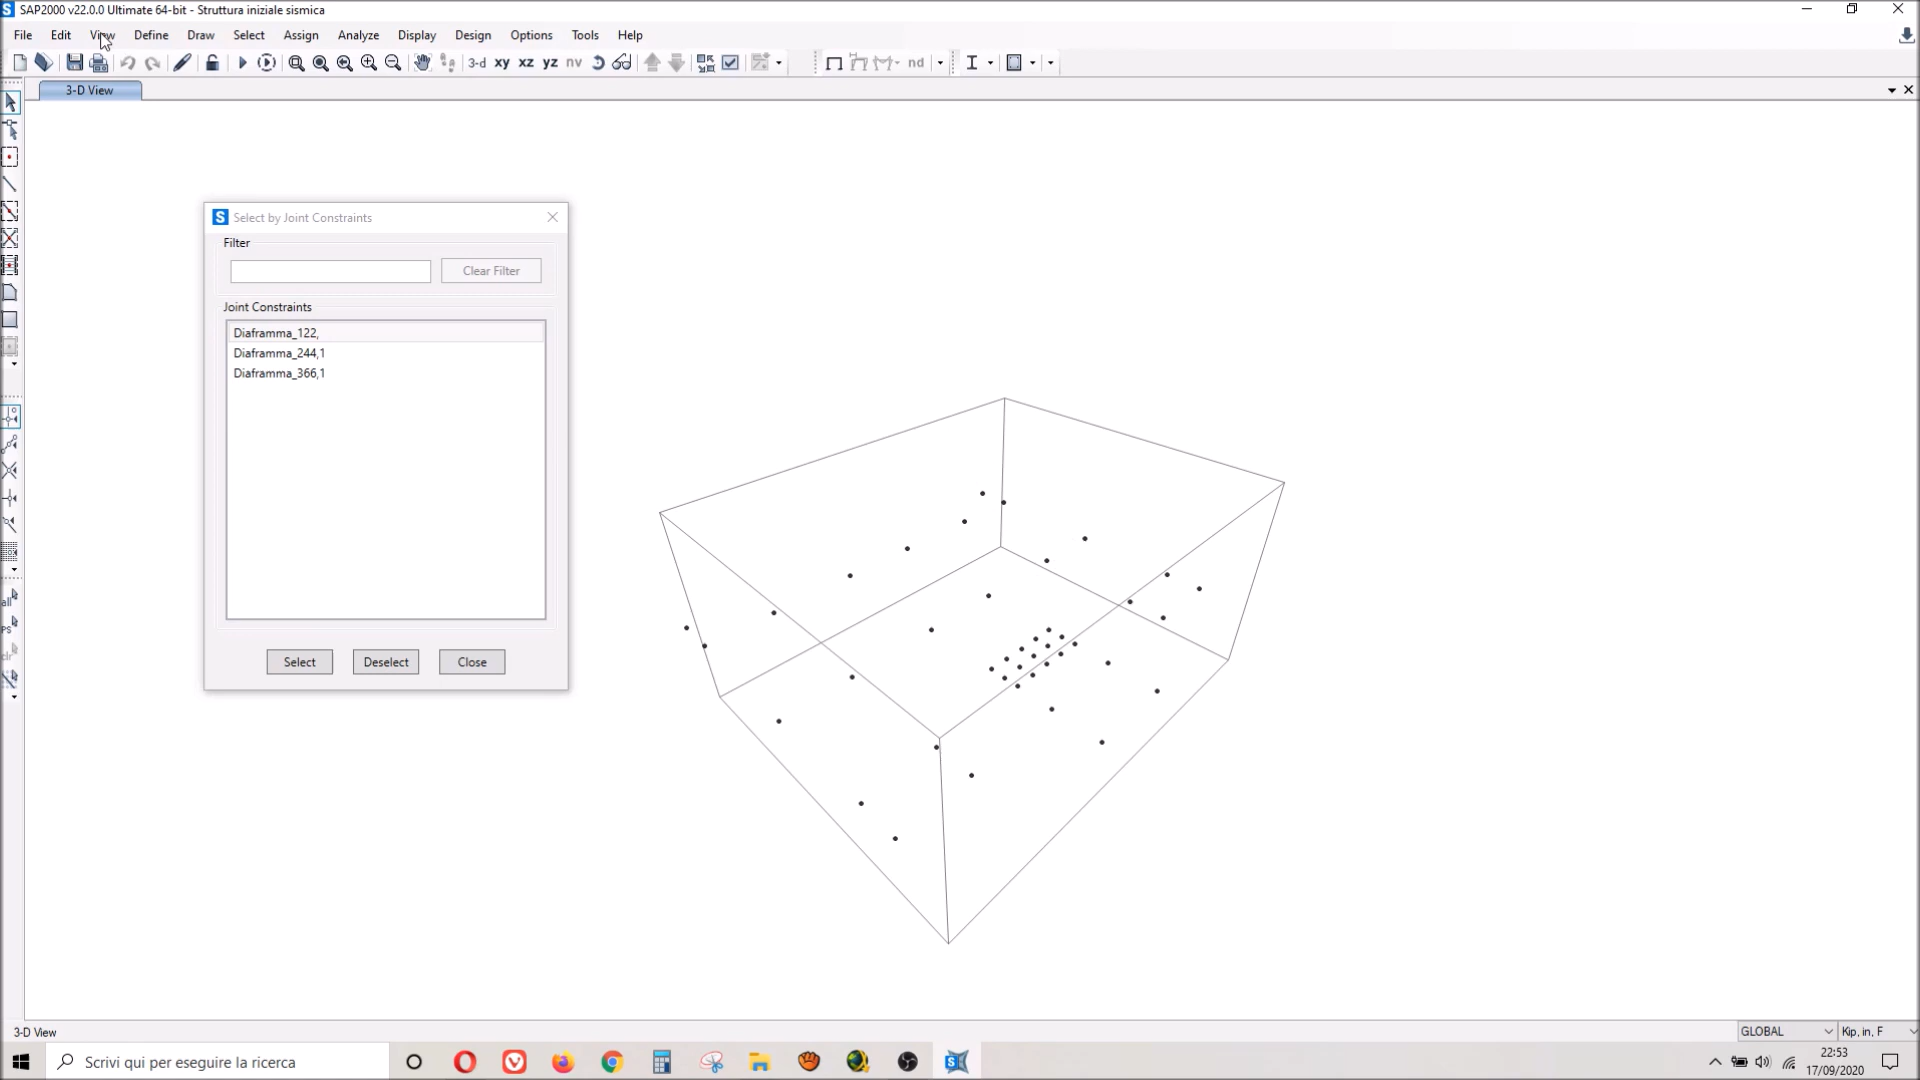 SAP2000 v22.0.0 Ultimate 64-bit - Struttura iniziale sismica
File Edit View Define Draw Select Assign Analyze Display Design Options Tools Help
3-d xy xz yz nv nd
3-D View
Select by Joint Constraints
Filter
Clear Filter
Joint Constraints
Diaframma_122,
Diaframma_244,1
Diaframma_366,1
Select Deselect Close
all
PS
clr
3-D View
GLOBAL
Kip, in, F
Scrivi qui per eseguire la ricerca
22:53
17/09/2020